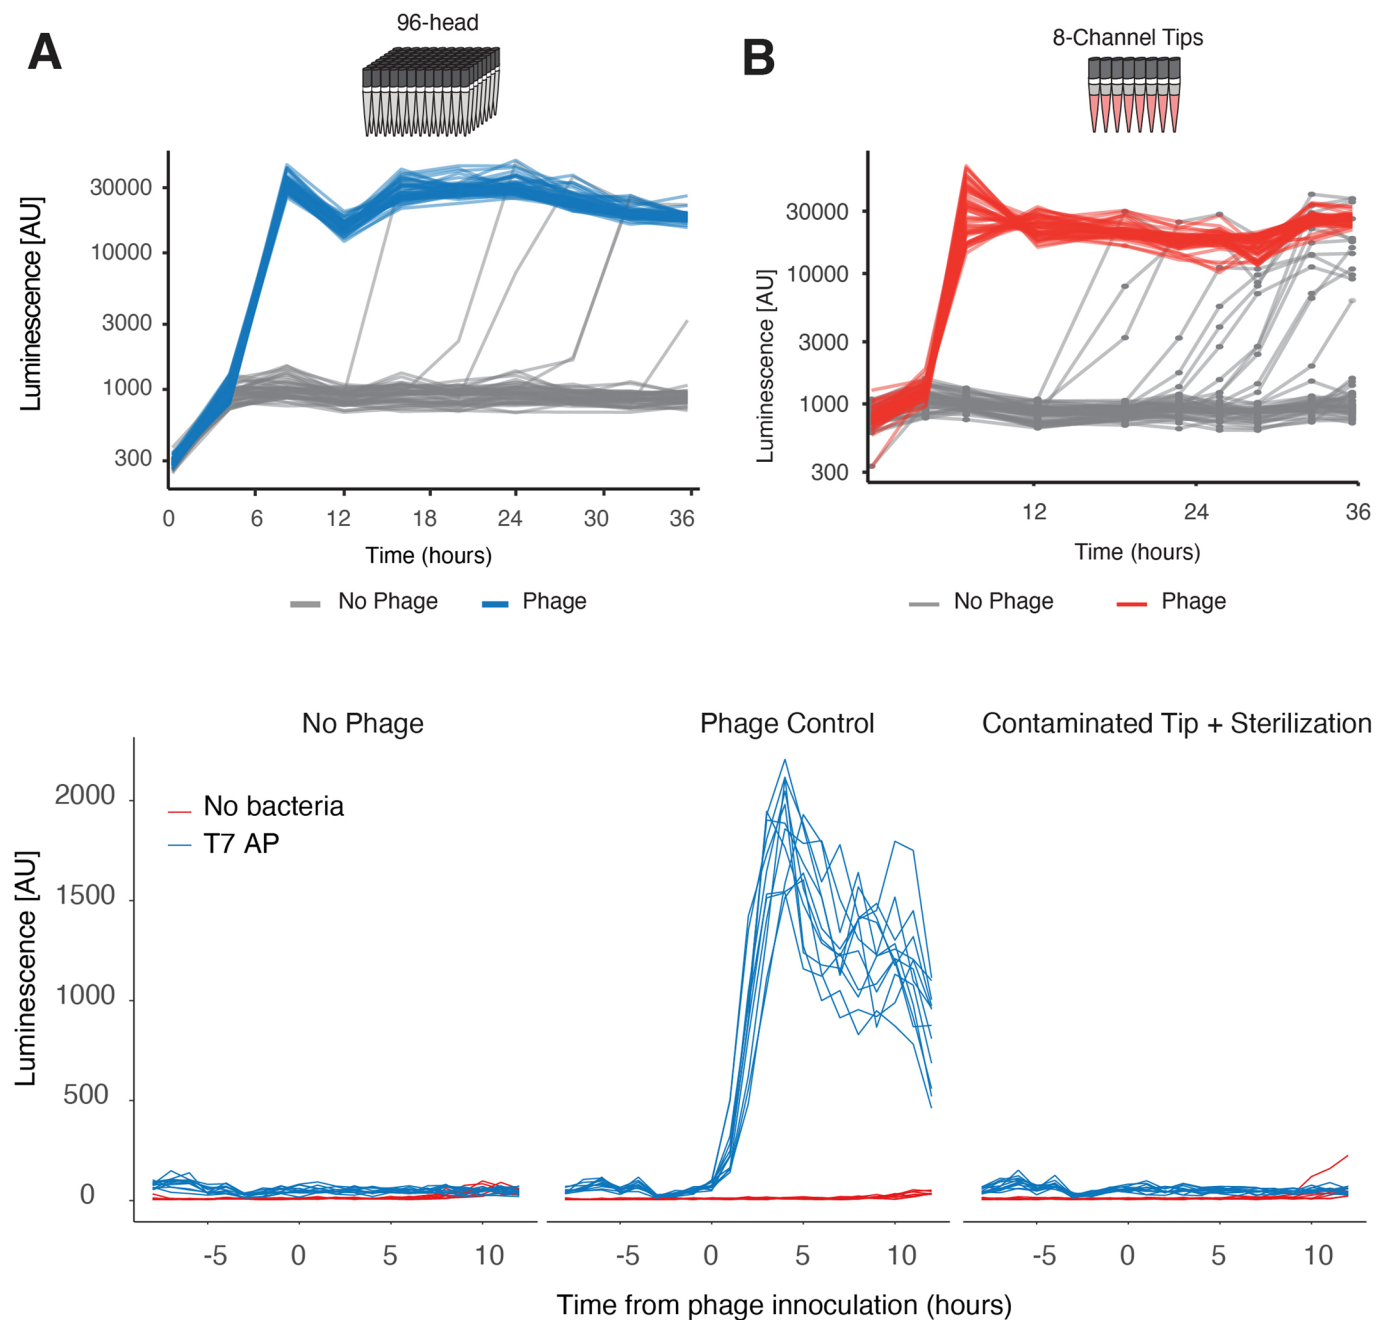 A
96-head
Luminescence [AU]
30000
10000
3000
1000
300
0 6 12 18 24 30 36
Time (hours)
No Phage Phage
B
8-Channel Tips
Luminescence [AU]
30000
10000
3000
1000
300
12 24 36
Time (hours)
No Phage Phage
No Phage
Phage Control
Contaminated Tip + Sterilization
No bacteria
T7 AP
Luminescence [AU]
2000
1500
1000
500
0
-5 0 5 10
-5 0 5 10
-5 0 5 10
Time from phage innoculation (hours)